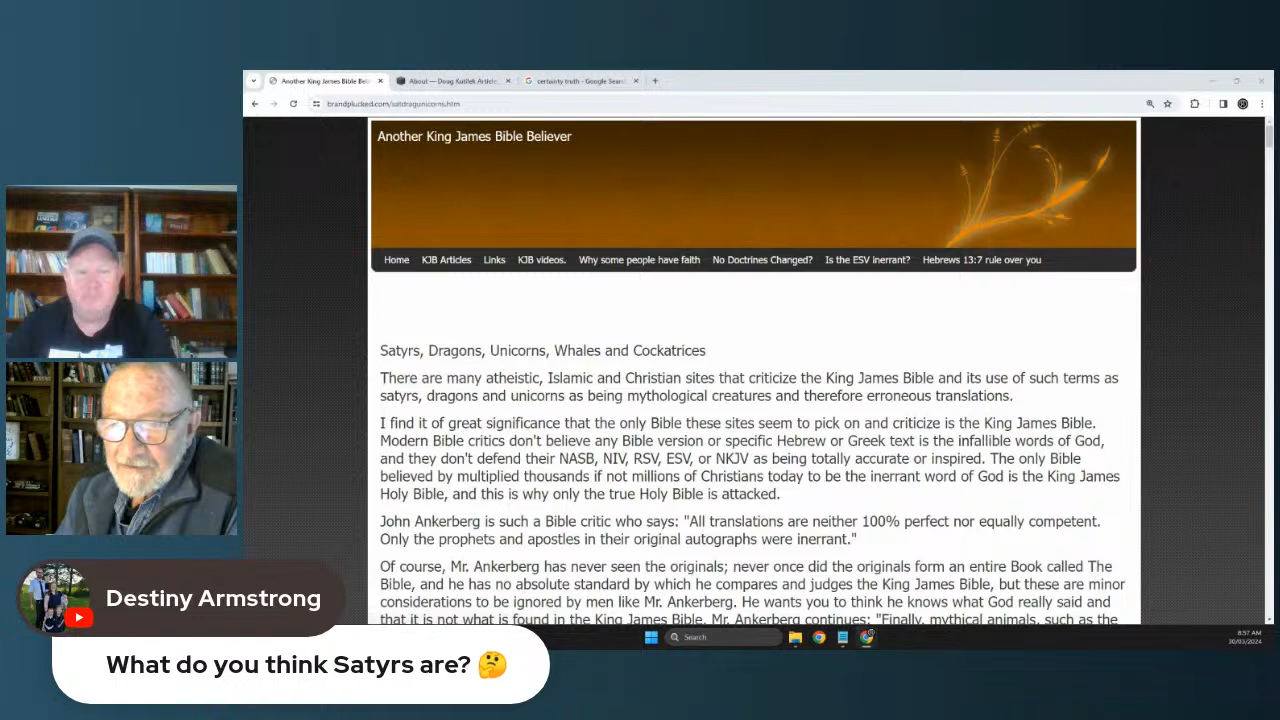 Another King James Bible Bel
About — Doug Kutilek Article
certainty truth - Google Sear
brandplucked.com/satdragunicorns.htm
Another King James Bible Believer
Home KJB Articles Links KJB videos. Why some people have faith No Doctrines Changed? Is the ESV inerrant? Hebrews 13:7 rule over you
Satyrs, Dragons, Unicorns, Whales and Cockatrices
There are many atheistic, Islamic and Christian sites that criticize the King James Bible and its use of such terms as
satyrs, dragons and unicorns as being mythological creatures and therefore erroneous translations.
I find it of great significance that the only Bible these sites seem to pick on and criticize is the King James Bible.
Modern Bible critics don't believe any Bible version or specific Hebrew or Greek text is the infallible words of God,
and they don't defend their NASB, NIV, RSV, ESV, or NKJV as being totally accurate or inspired. The only Bible
believed by multiplied thousands if not millions of Christians today to be the inerrant word of God is the King James
Holy Bible, and this is why only the true Holy Bible is attacked.
John Ankerberg is such a Bible critic who says: "All translations are neither 100% perfect nor equally competent.
Only the prophets and apostles in their original autographs were inerrant."
Of course, Mr. Ankerberg has never seen the originals; never once did the originals form an entire Book called The
Bible, and he has no absolute standard by which he compares and judges the King James Bible, but these are minor
considerations to be ignored by men like Mr. Ankerberg. He wants you to think he knows what God really said and
that it is not what is found in the King James Bible. Mr. Ankerberg continues: "Finally, mythical animals, such as the
Search
8:57 AM
30/03/2024
Destiny Armstrong
What do you think Satyrs are? 🤔